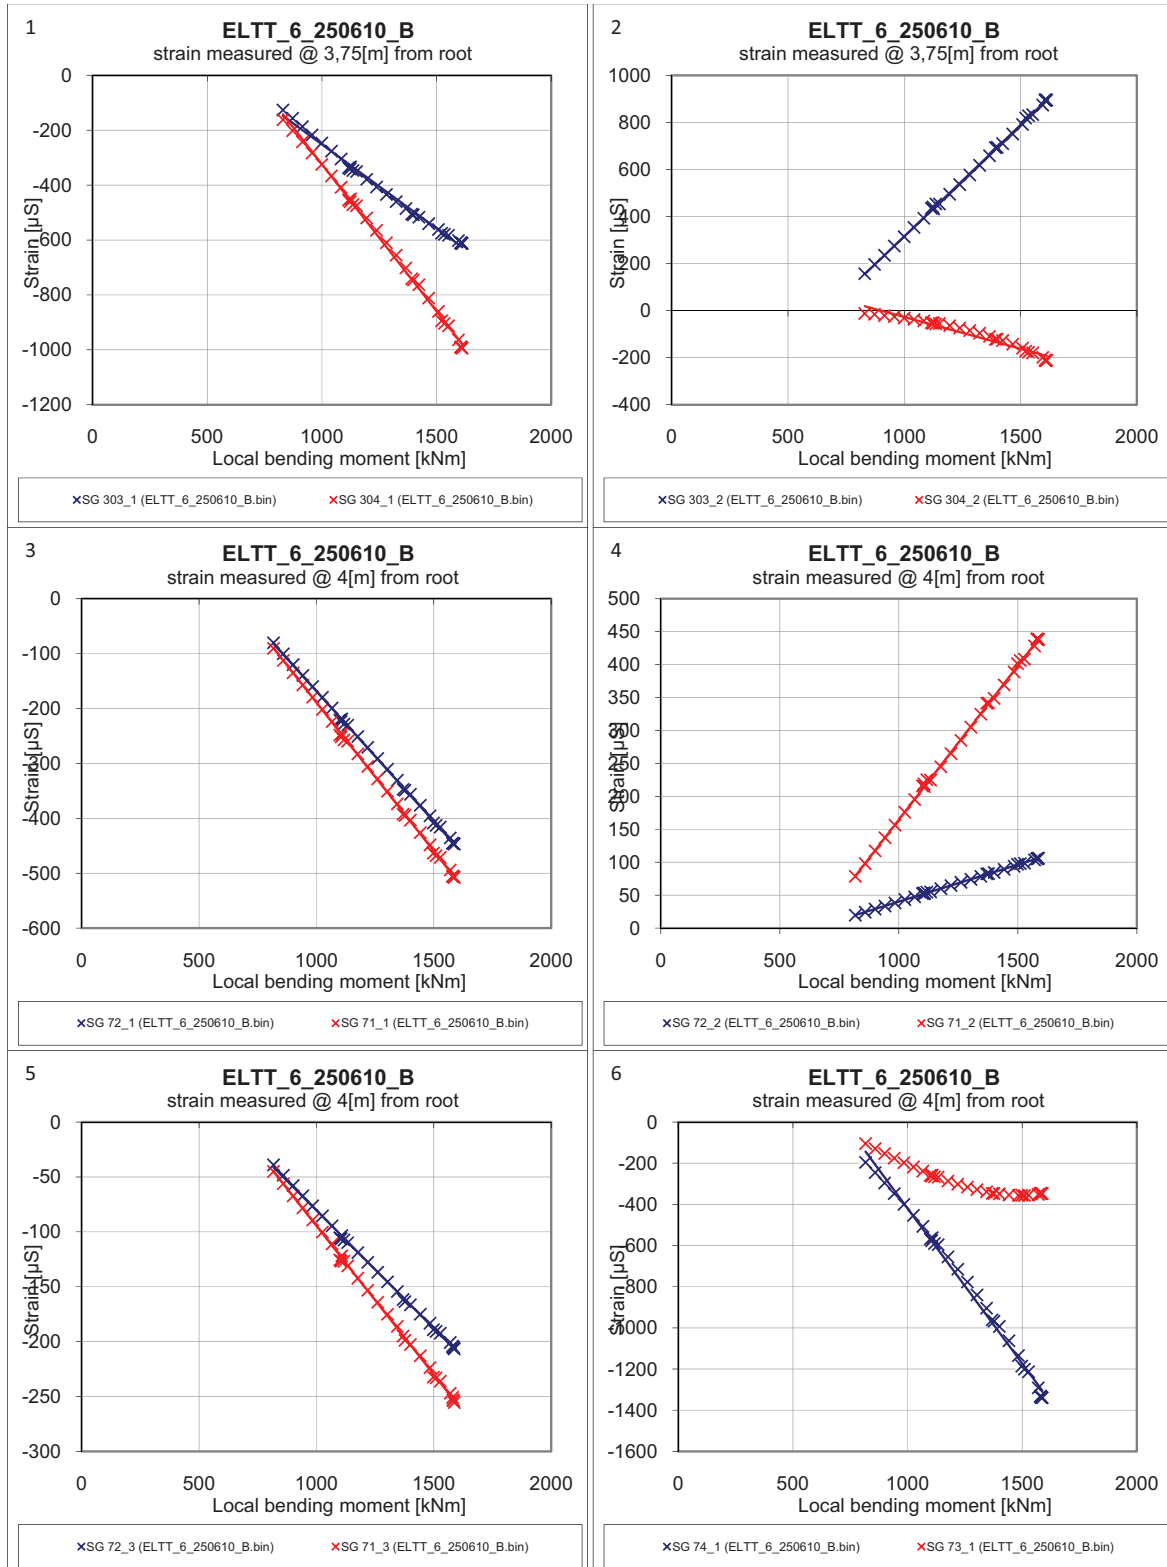 1
ELTT_6_250610_B
strain measured @ 3,75[m] from root
0
-200
-400
-600
-800
-1000
-1200
Strain [µS]
0 500 1000 1500 2000
Local bending moment [kNm]
SG 303_1 (ELTT_6_250610_B.bin) SG 304_1 (ELTT_6_250610_B.bin)
2
ELTT_6_250610_B
strain measured @ 3,75[m] from root
1000
800
600
400
200
0
-200
-400
Strain [µS]
0 500 1000 1500 2000
Local bending moment [kNm]
SG 303_2 (ELTT_6_250610_B.bin) SG 304_2 (ELTT_6_250610_B.bin)
3
ELTT_6_250610_B
strain measured @ 4[m] from root
0
-100
-200
-300
-400
-500
-600
Strain [µS]
0 500 1000 1500 2000
Local bending moment [kNm]
SG 72_1 (ELTT_6_250610_B.bin) SG 71_1 (ELTT_6_250610_B.bin)
4
ELTT_6_250610_B
strain measured @ 4[m] from root
500
450
400
350
300
250
200
150
100
50
0
Strain [µS]
0 500 1000 1500 2000
Local bending moment [kNm]
SG 72_2 (ELTT_6_250610_B.bin) SG 71_2 (ELTT_6_250610_B.bin)
5
ELTT_6_250610_B
strain measured @ 4[m] from root
0
-50
-100
-150
-200
-250
-300
Strain [µS]
0 500 1000 1500 2000
Local bending moment [kNm]
SG 72_3 (ELTT_6_250610_B.bin) SG 71_3 (ELTT_6_250610_B.bin)
6
ELTT_6_250610_B
strain measured @ 4[m] from root
0
-200
-400
-600
-800
-1000
-1200
-1400
-1600
Strain [µS]
0 500 1000 1500 2000
Local bending moment [kNm]
SG 74_1 (ELTT_6_250610_B.bin) SG 73_1 (ELTT_6_250610_B.bin)